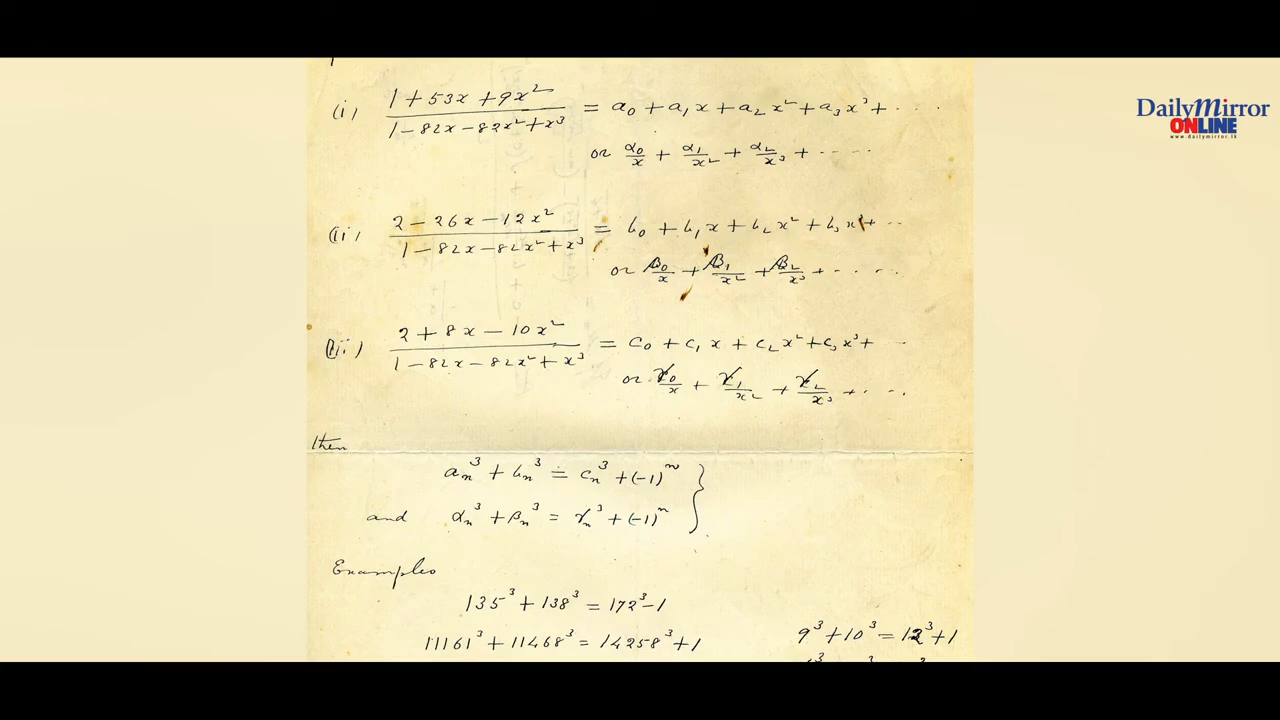 (i) (1 + 53x + 9x²)/(1 − 82x − 82x² + x³) = a₀ + a₁x + a₂x² + a₃x³ + ....
or α₀/x + α₁/x² + α₂/x³ + .....
(ii) (2 − 26x − 12x²)/(1 − 82x − 82x² + x³) = b₀ + b₁x + b₂x² + b₃x³ + ..
or β₀/x + β₁/x² + β₂/x³ + .....
(iii) (2 + 8x − 10x²)/(1 − 82x − 82x² + x³) = c₀ + c₁x + c₂x² + c₃x³ + ..
or γ₀/x + γ₁/x² + γ₂/x³ + ....
then
aₙ³ + bₙ³ = cₙ³ + (−1)ⁿ
and αₙ³ + βₙ³ = γₙ³ + (−1)ⁿ }
Examples
135³ + 138³ = 172³ − 1
11161³ + 11468³ = 14258³ + 1
9³ + 10³ = 12³ + 1
DailyMirror
ONLINE
www.dailymirror.lk